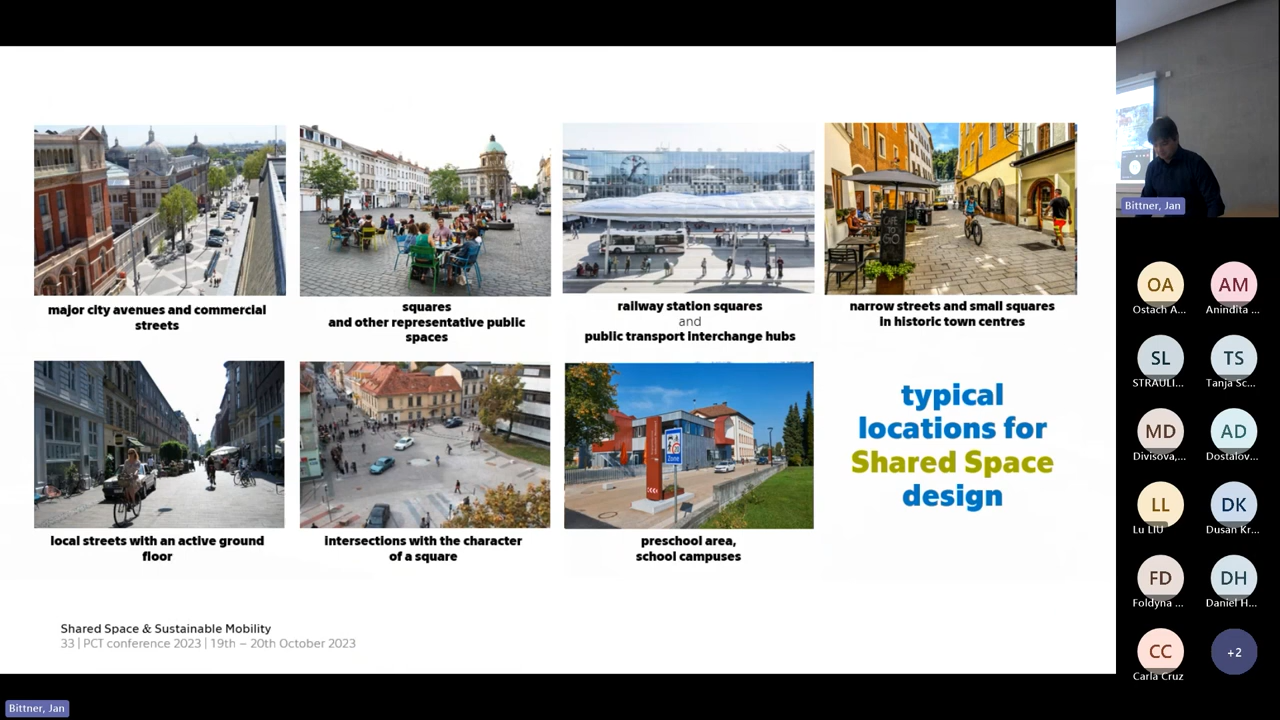 major city avenues and commercial
streets
squares
and other representative public
spaces
railway station squares
and
public transport interchange hubs
narrow streets and small squares
in historic town centres
local streets with an active ground
floor
intersections with the character
of a square
preschool area,
school campuses
typical
locations for
Shared Space
design
Shared Space & Sustainable Mobility
33 | PCT conference 2023 | 19th – 20th October 2023
Bittner, Jan
Bittner, Jan
OA
Ostach A...
AM
Anindita ...
SL
STRAULI...
TS
Tanja Sc...
MD
Divisova,...
AD
Dostalov...
LL
Lu LIU
DK
Dusan Kr...
FD
Foldyna ...
DH
Daniel H...
CC
Carla Cruz
+2